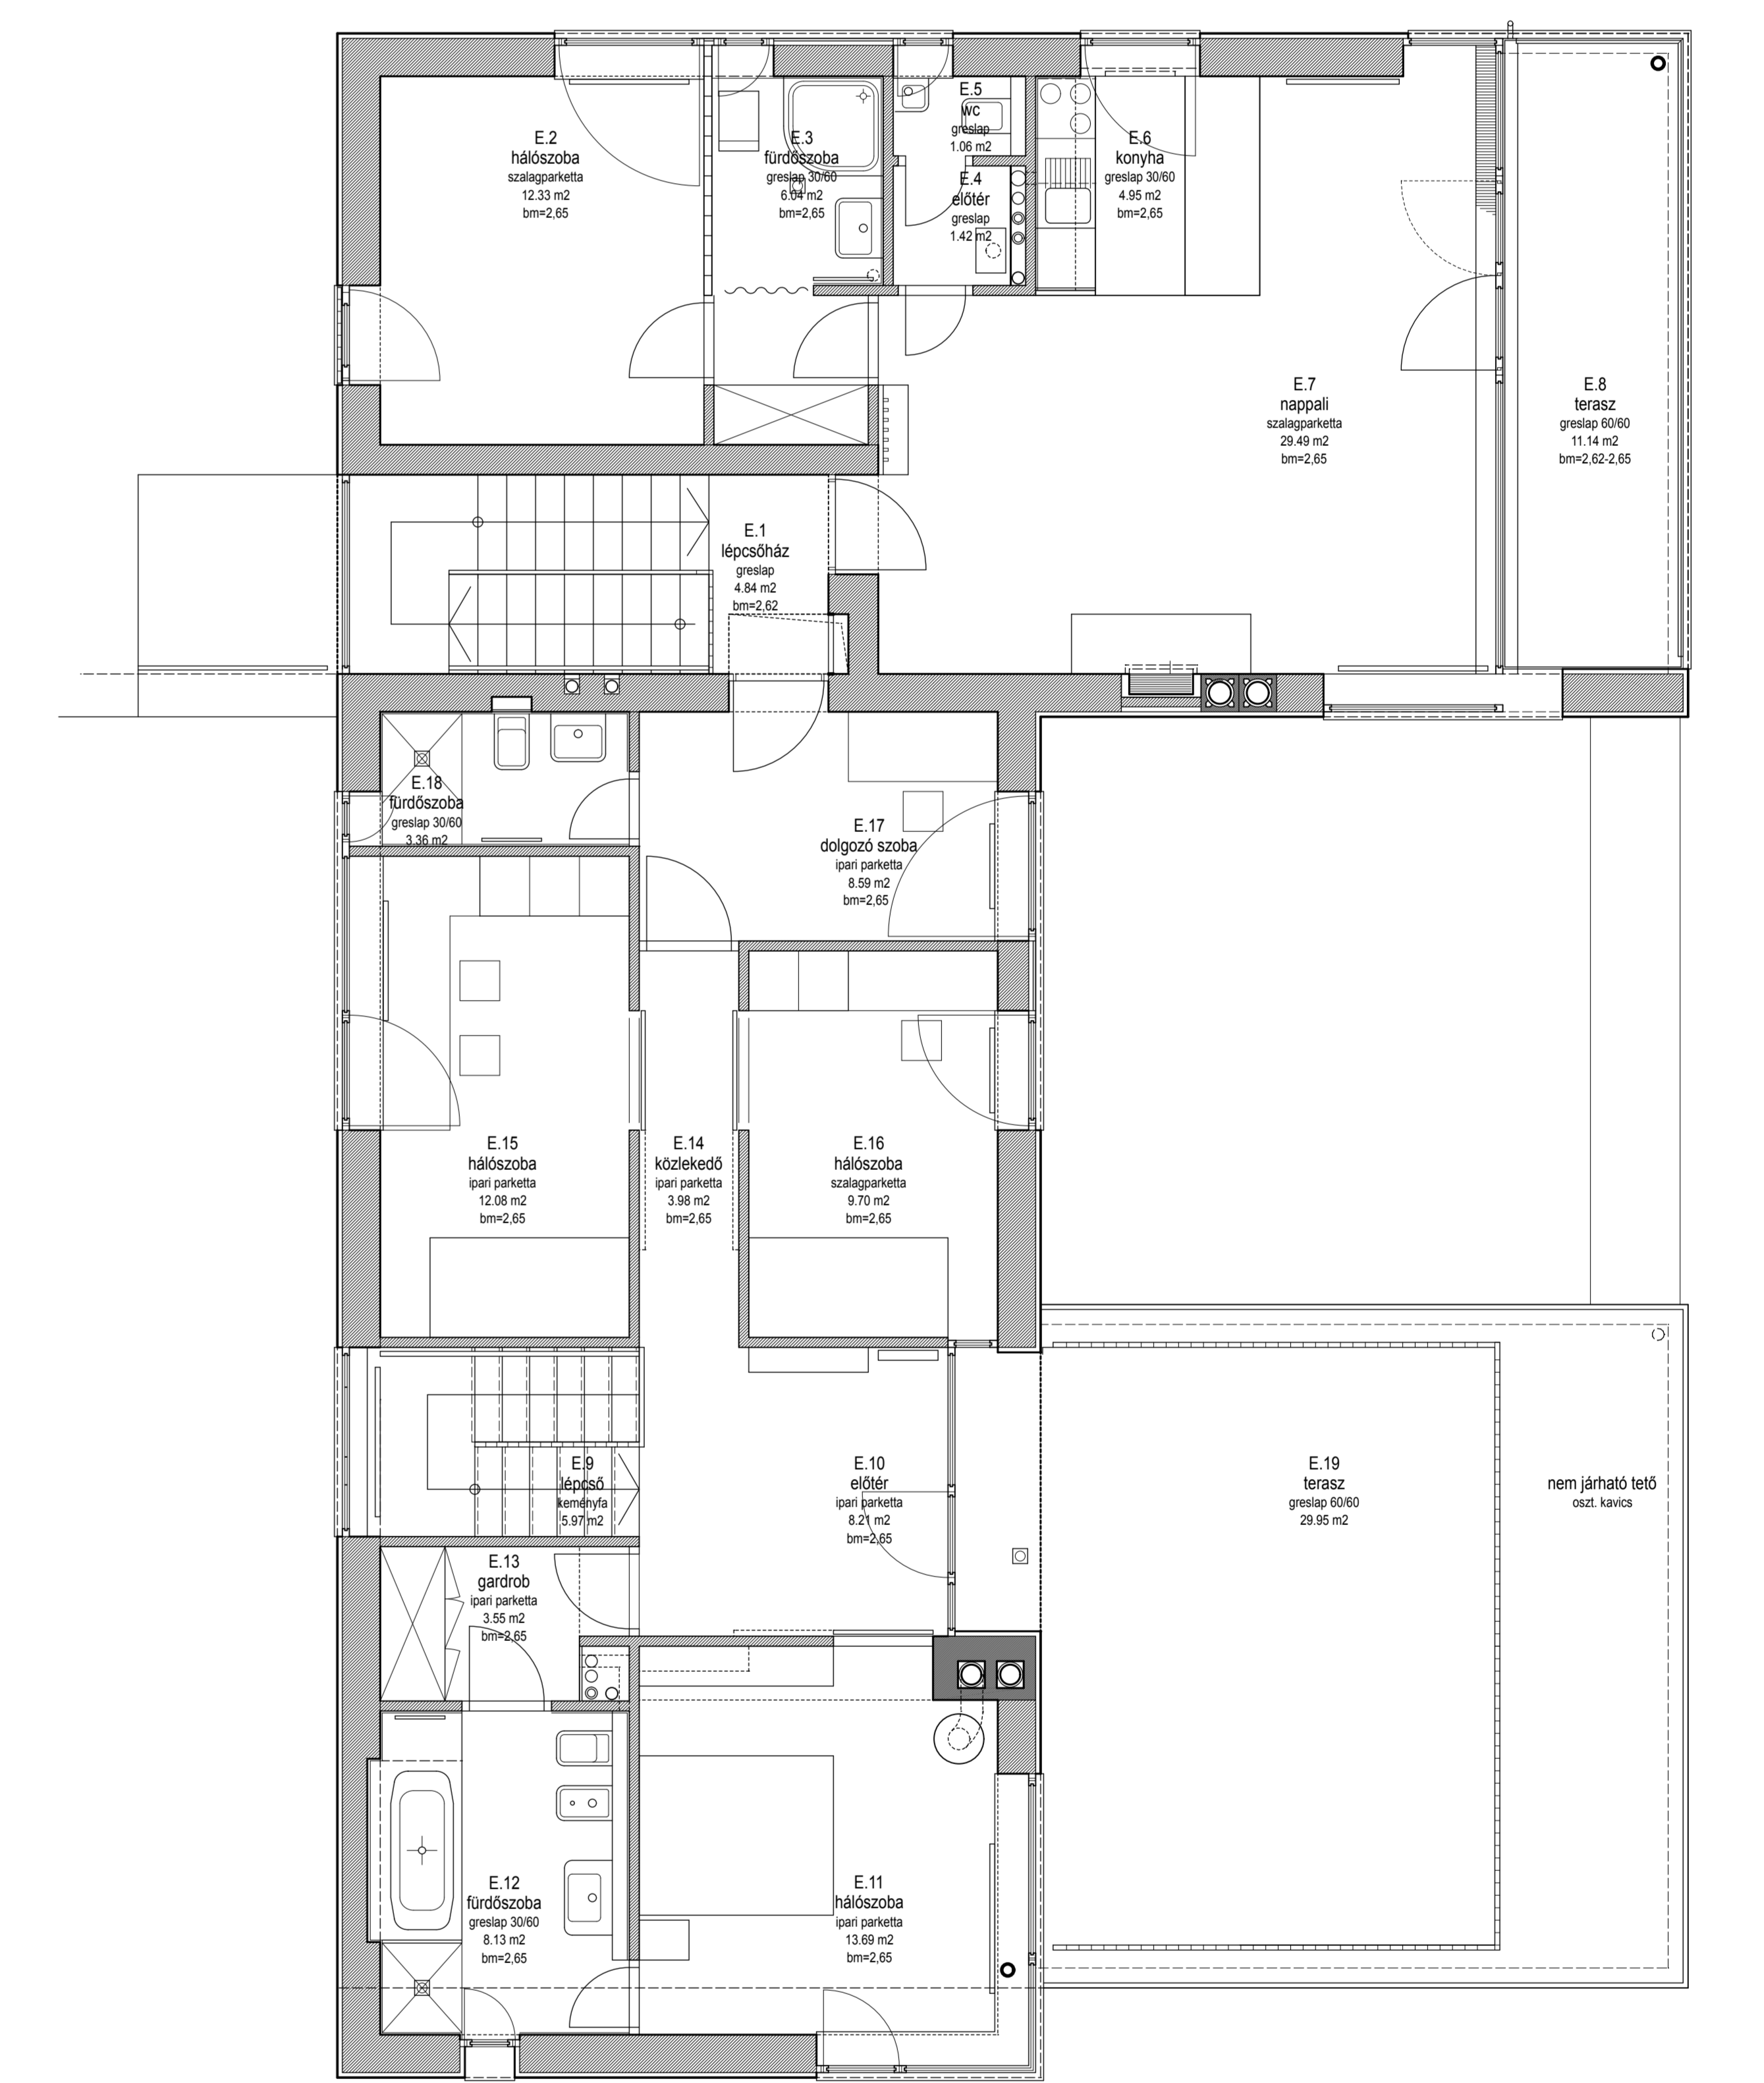 E.2
hálószoba
szalagparketta
12.33 m2
bm=2,65
E.3
fürdőszoba
greslap 30/60
6.04 m2
bm=2,65
E.5
wc
greslap
1.06 m2
E.4
előtér
greslap
1.42 m2
E.6
konyha
greslap 30/60
4.95 m2
bm=2,65
E.7
nappali
szalagparketta
29.49 m2
bm=2,65
E.8
terasz
greslap 60/60
11.14 m2
bm=2,62-2,65
E.1
lépcsőház
greslap
4.84 m2
bm=2,62
E.18
fürdőszoba
greslap 30/60
3.36 m2
E.17
dolgozó szoba
ipari parketta
8.59 m2
bm=2,65
E.15
hálószoba
ipari parketta
12.08 m2
bm=2,65
E.14
közlekedő
ipari parketta
3.98 m2
bm=2,65
E.16
hálószoba
szalagparketta
9.70 m2
bm=2,65
E.9
lépcső
keményfa
5.97 m2
E.10
előtér
ipari parketta
8.21 m2
bm=2,65
E.19
terasz
greslap 60/60
29.95 m2
nem járható tető
oszt. kavics
E.13
gardrob
ipari parketta
3.55 m2
bm=2,65
E.12
fürdőszoba
greslap 30/60
8.13 m2
bm=2,65
E.11
hálószoba
ipari parketta
13.69 m2
bm=2,65